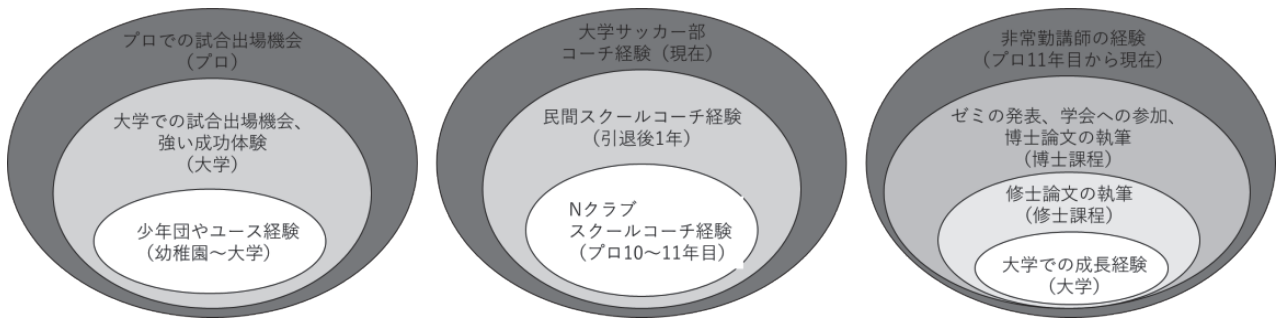 プロでの試合出場機会
（プロ）
大学での試合出場機会、
強い成功体験
（大学）
少年団やユース経験
（幼稚園〜大学）
大学サッカー部
コーチ経験（現在）
民間スクールコーチ経験
（引退後1年）
Nクラブ
スクールコーチ経験
（プロ10〜11年目）
非常勤講師の経験
（プロ11年目から現在）
ゼミの発表、学会への参加、
博士論文の執筆
（博士課程）
修士論文の執筆
（修士課程）
大学での成長経験
（大学）